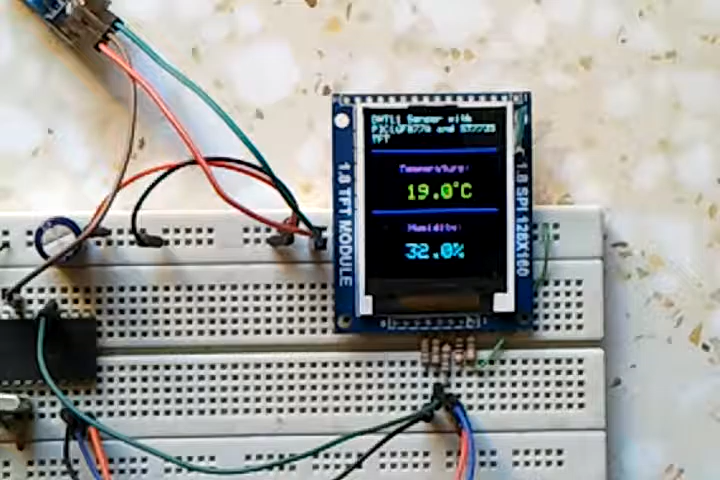 DHT11 Sensor with
PIC16F877A and ST7735
TFT
Temperature:
19.0°C
Humidity:
32.0%
1.8 TFT MODULE
1.8 SPI 128X160